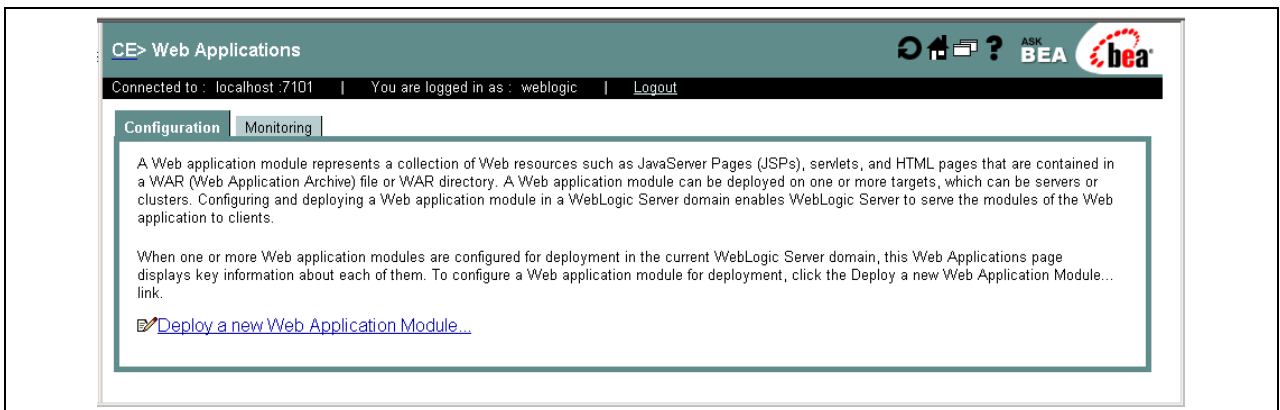 CE> Web Applications
? ASK BEA bea
Connected to : localhost :7101 | You are logged in as : weblogic | Logout
Configuration Monitoring
A Web application module represents a collection of Web resources such as JavaServer Pages (JSPs), servlets, and HTML pages that are contained in
a WAR (Web Application Archive) file or WAR directory. A Web application module can be deployed on one or more targets, which can be servers or
clusters. Configuring and deploying a Web application module in a WebLogic Server domain enables WebLogic Server to serve the modules of the Web
application to clients.
When one or more Web application modules are configured for deployment in the current WebLogic Server domain, this Web Applications page
displays key information about each of them. To configure a Web application module for deployment, click the Deploy a new Web Application Module...
link.
Deploy a new Web Application Module...